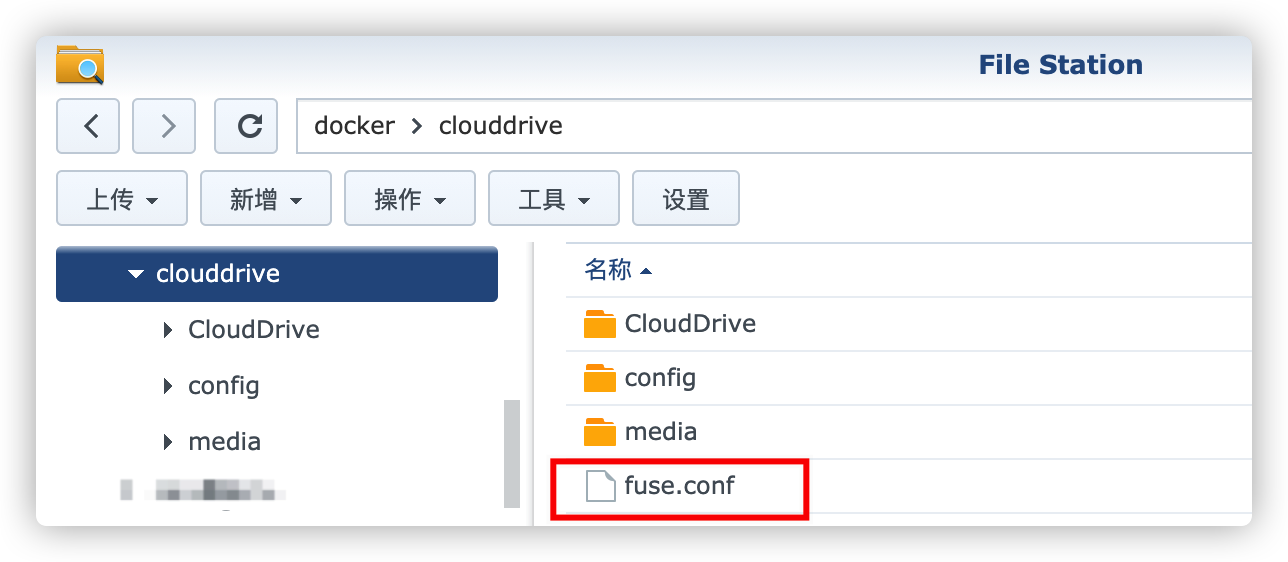 File Station
docker > clouddrive
上传 新增 操作 工具 设置
clouddrive
CloudDrive
config
media
名称
CloudDrive
config
media
fuse.conf